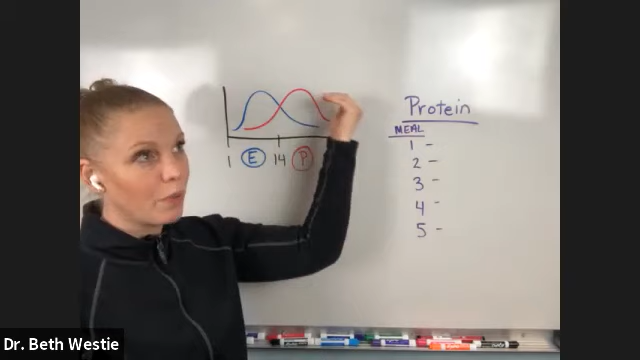 Protein
MEAL
1 -
2 -
3 -
4 -
5 -
1 E 14 P
Dr. Beth Westie